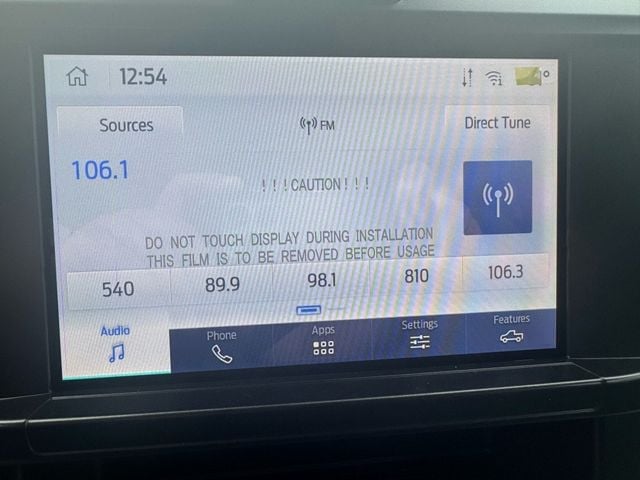 12:54
Sources
FM
Direct Tune
106.1
!!!CAUTION!!!
DO NOT TOUCH DISPLAY DURING INSTALLATION
THIS FILM IS TO BE REMOVED BEFORE USAGE
540 89.9 98.1 810 106.3
Audio Phone Apps Settings Features